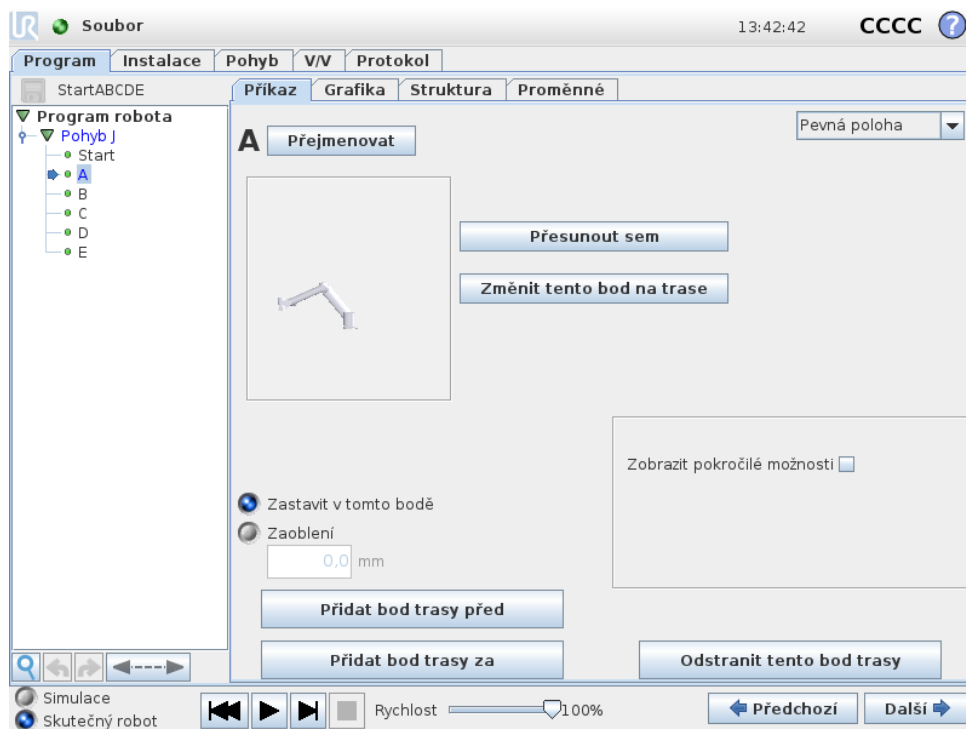 UR Soubor 13:42:42 CCCC ?
Program Instalace Pohyb V/V Protokol
StartABCDE
Příkaz Grafika Struktura Proměnné
Program robota
Pohyb J
Start
A
B
C
D
E
A Přejmenovat
Pevná poloha
Přesunout sem
Změnit tento bod na trase
Zobrazit pokročilé možnosti
Zastavit v tomto bodě
Zaoblení
0,0 mm
Přidat bod trasy před
Přidat bod trasy za
Odstranit tento bod trasy
Simulace
Skutečný robot
Rychlost 100%
Předchozí Další